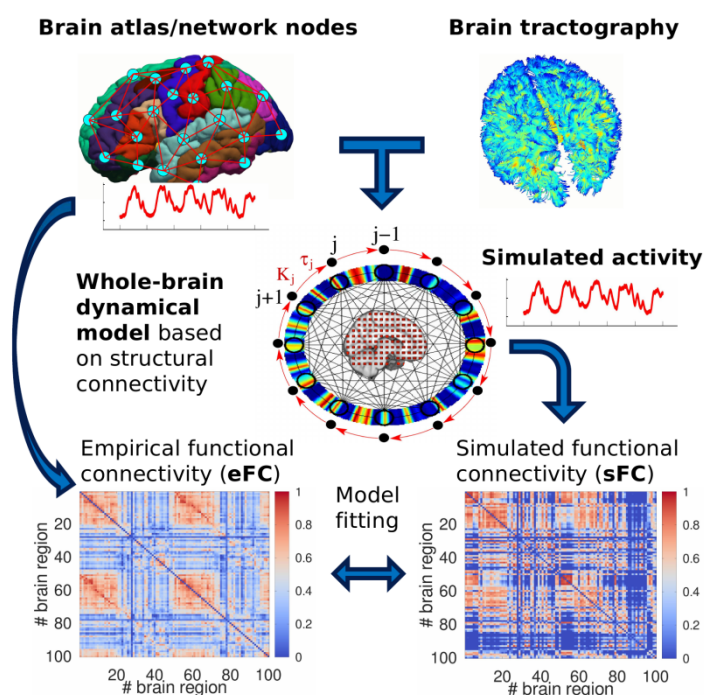 Brain atlas/network nodes
Brain tractography
j−1
j
τj
Kj
j+1
Simulated activity
Whole-brain
dynamical
model based
on structural
connectivity
Empirical functional
connectivity (eFC)
Simulated functional
connectivity (sFC)
Model
fitting
# brain region
20
40
60
80
100
20 40 60 80 100
# brain region
1
0.8
0.6
0.4
0.2
0
# brain region
20
40
60
80
100
20 40 60 80 100
# brain region
1
0.8
0.6
0.4
0.2
0